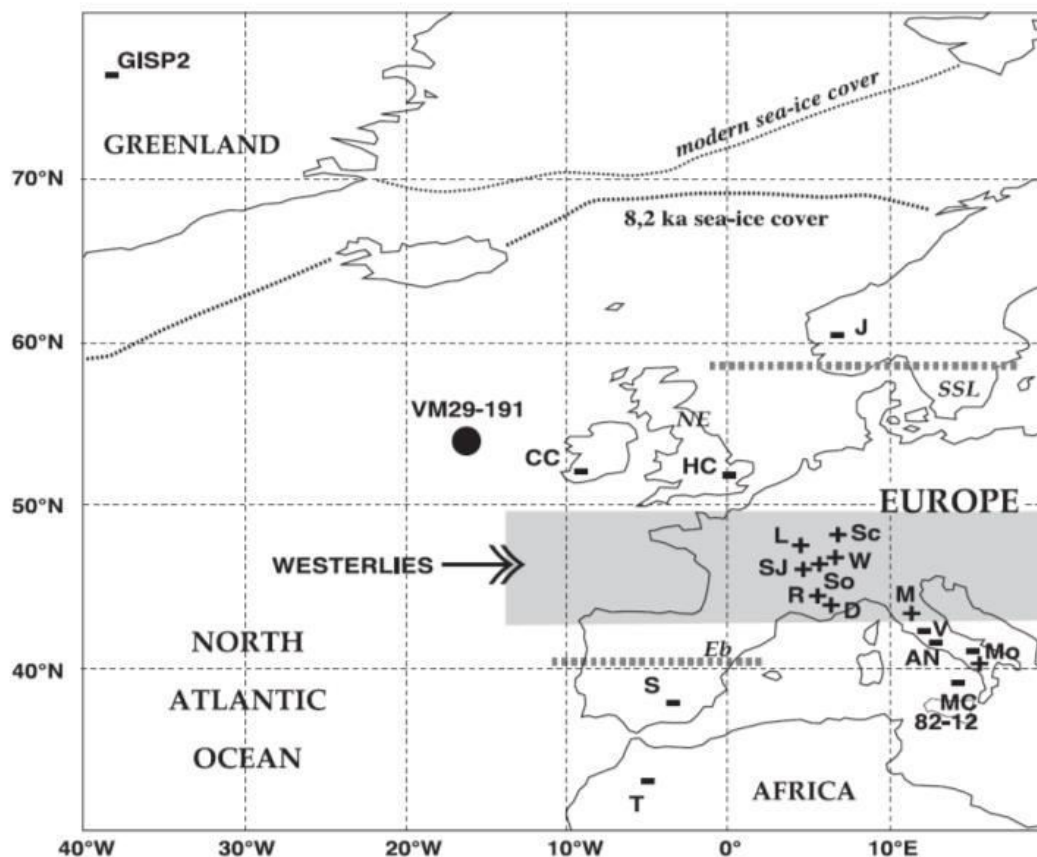 GISP2
GREENLAND
modern sea-ice cover
70°N
8,2 ka sea-ice cover
60°N
J
SSL
VM29-191
NE
CC
HC
50°N
EUROPE
L
Sc
WESTERLIES
SJ
W
So
R
D
M
V
NORTH
Eb
AN
Mo
40°N
ATLANTIC
S
MC
82-12
OCEAN
T
AFRICA
40°W
30°W
20°W
10°W
0°
10°E